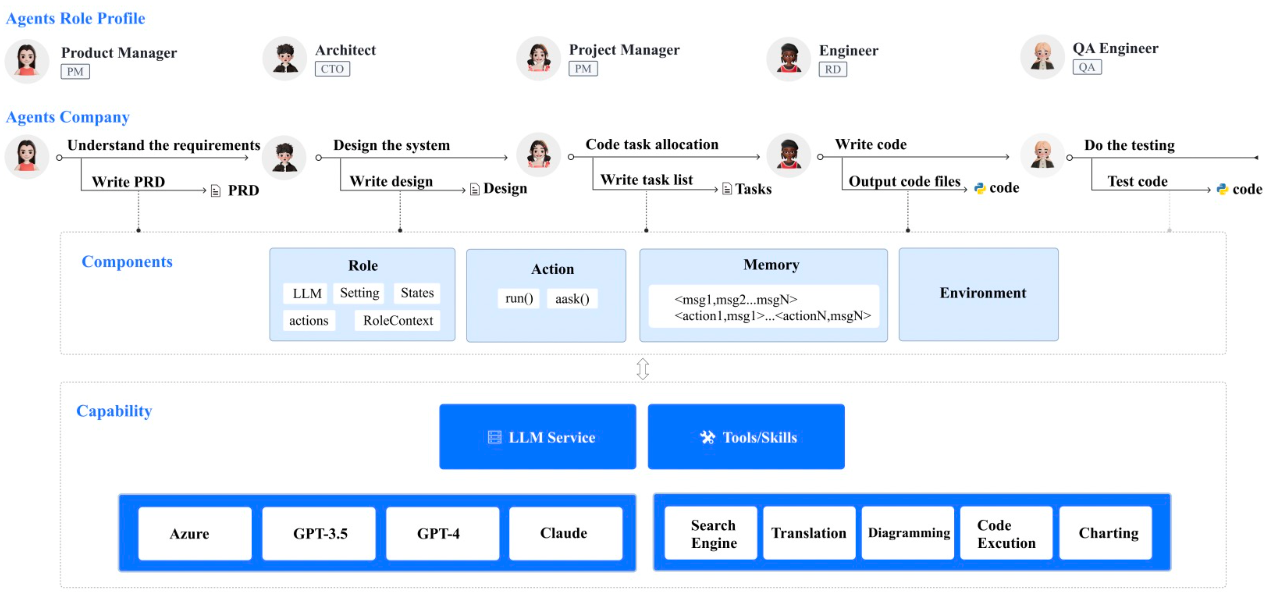 Agents Role Profile
Product Manager
PM
Architect
CTO
Project Manager
PM
Engineer
RD
QA Engineer
QA
Agents Company
Understand the requirements
Write PRD
PRD
Design the system
Write design
Design
Code task allocation
Write task list
Tasks
Write code
Output code files
code
Do the testing
Test code
code
Components
Role
LLM
Setting
States
actions
RoleContext
Action
run()
aask()
Memory
<msg1,msg2...msgN>
<action1,msg1>...<actionN,msgN>
Environment
Capability
LLM Service
Tools/Skills
Azure
GPT-3.5
GPT-4
Claude
Search
Engine
Translation
Diagramming
Code
Excution
Charting